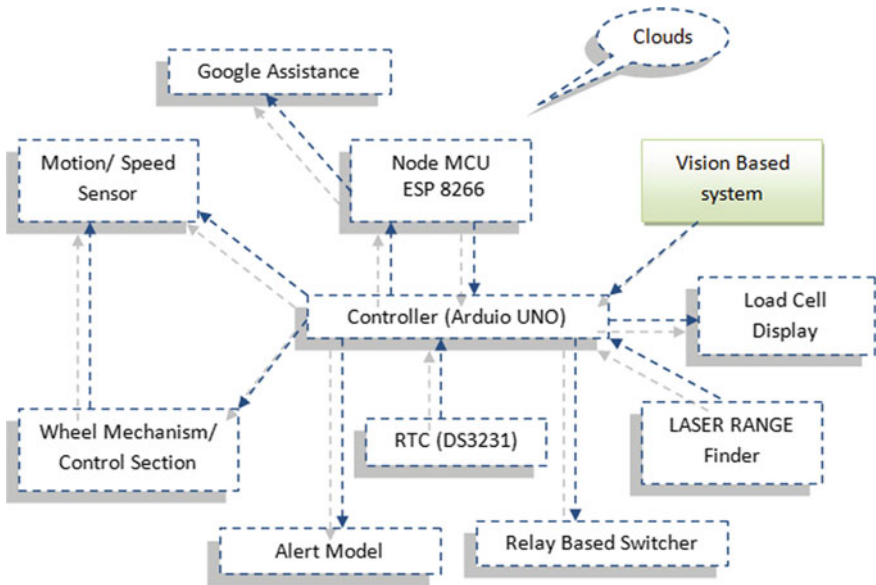 Clouds
Google Assistance
Motion/ Speed
Sensor
Node MCU
ESP 8266
Vision Based
system
Controller (Arduio UNO)
Load Cell
Display
Wheel Mechanism/
Control Section
RTC (DS3231)
LASER RANGE
Finder
Alert Model
Relay Based Switcher